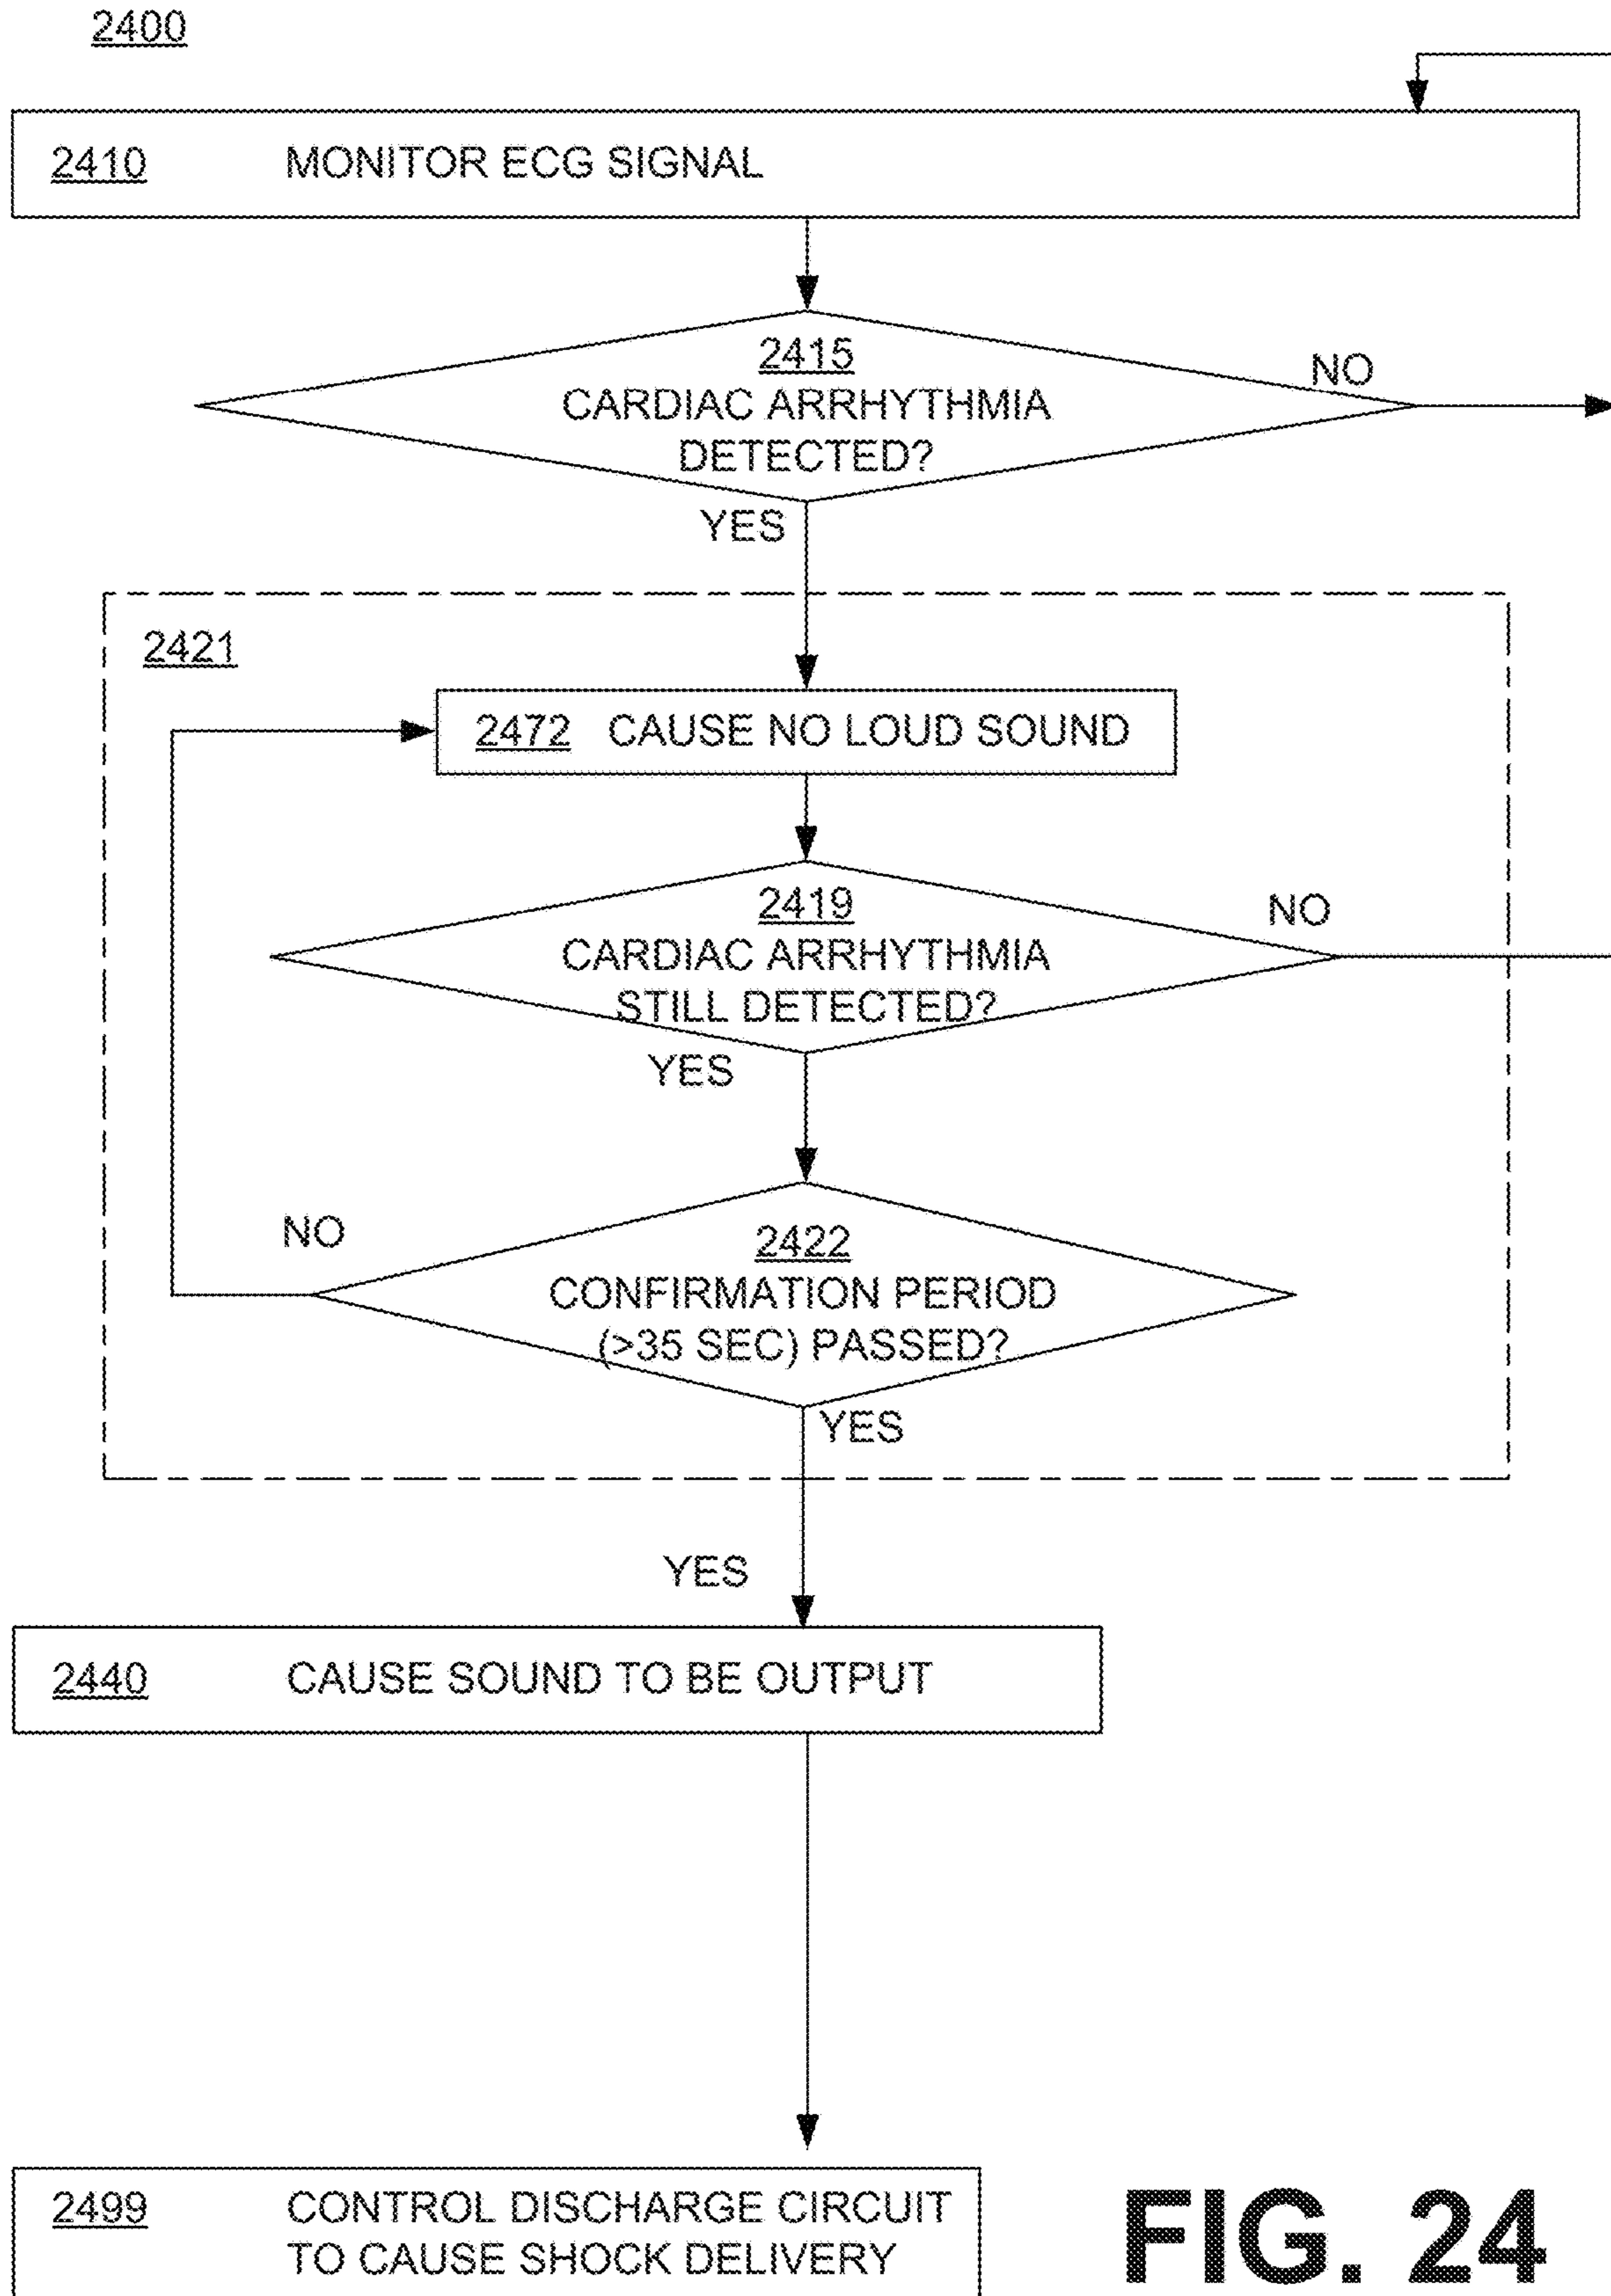 2400
2410 MONITOR ECG SIGNAL
2415
CARDIAC ARRHYTHMIA
DETECTED?
NO
YES
2421
2472 CAUSE NO LOUD SOUND
2419
CARDIAC ARRHYTHMIA
STILL DETECTED?
NO
YES
2422
CONFIRMATION PERIOD
(>35 SEC) PASSED?
NO
YES
YES
2440 CAUSE SOUND TO BE OUTPUT
2499 CONTROL DISCHARGE CIRCUIT
TO CAUSE SHOCK DELIVERY
FIG. 24